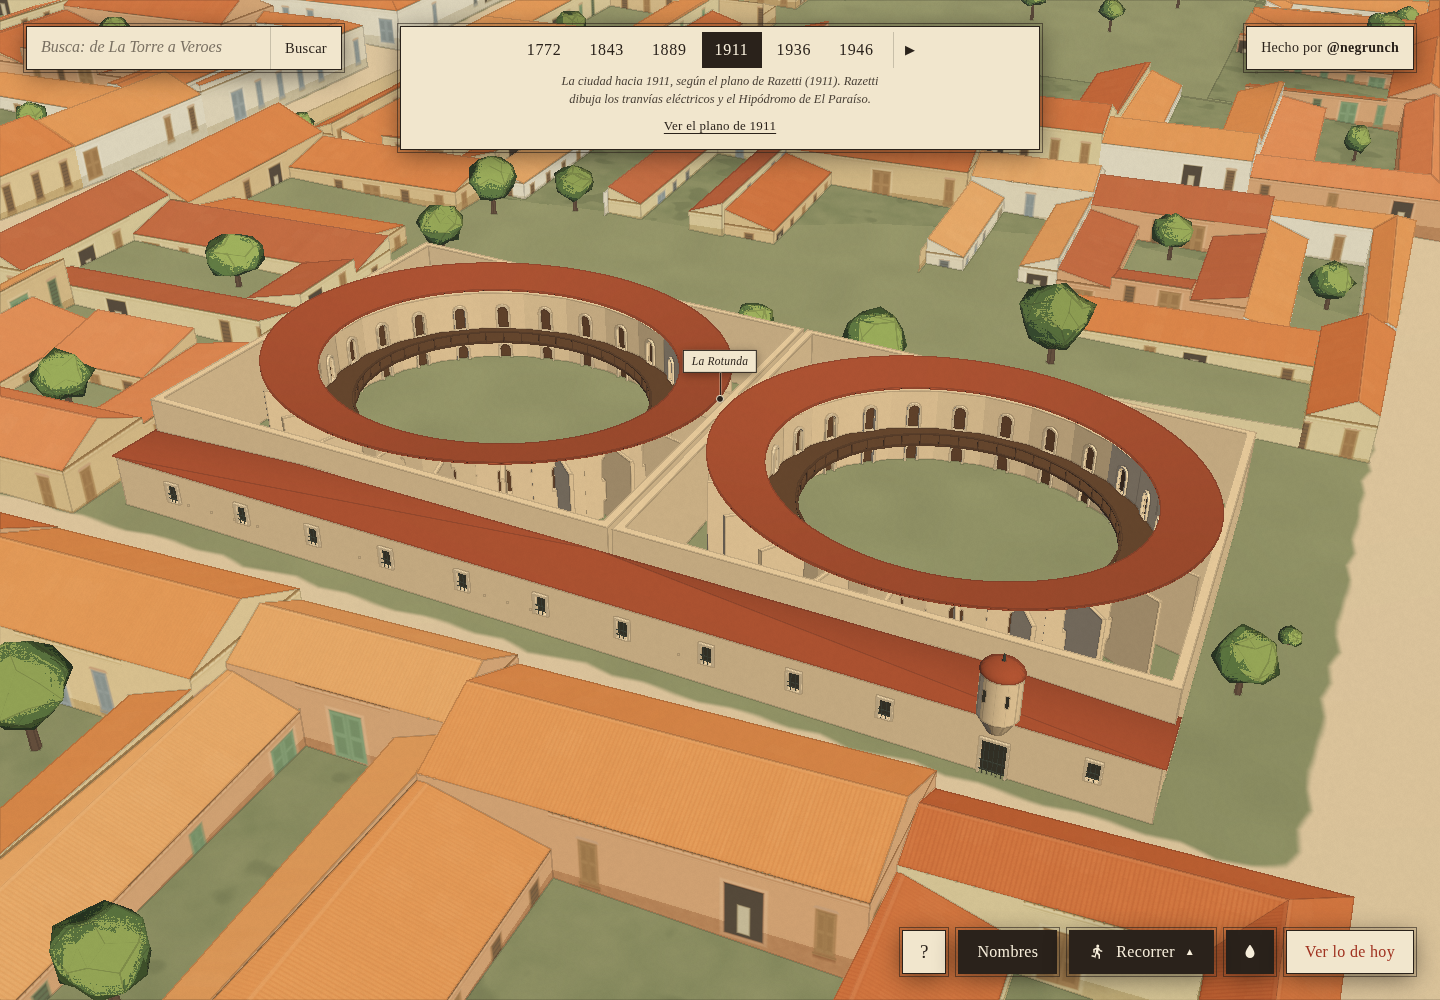 Busca: de La Torre a Veroes
Buscar
1772 1843 1889 1911 1936 1946 ▶
La ciudad hacia 1911, según el plano de Razetti (1911). Razetti
dibuja los tranvías eléctricos y el Hipódromo de El Paraíso.
Ver el plano de 1911
Hecho por @negrunch
La Rotunda
?
Nombres
Recorrer ▲
Ver lo de hoy